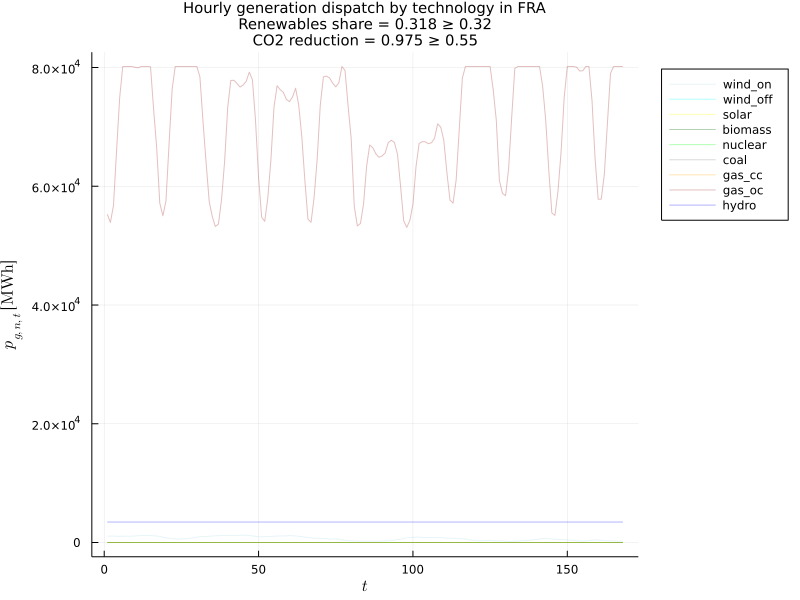 Hourly generation dispatch by technology in FRA
Renewables share = 0.318 ≥ 0.32
CO2 reduction = 0.975 ≥ 0.55
8.0×10⁴
6.0×10⁴
4.0×10⁴
2.0×10⁴
0
p_{g,n,t} [MWh]
0 50 100 150
t
wind_on
wind_off
solar
biomass
nuclear
coal
gas_cc
gas_oc
hydro